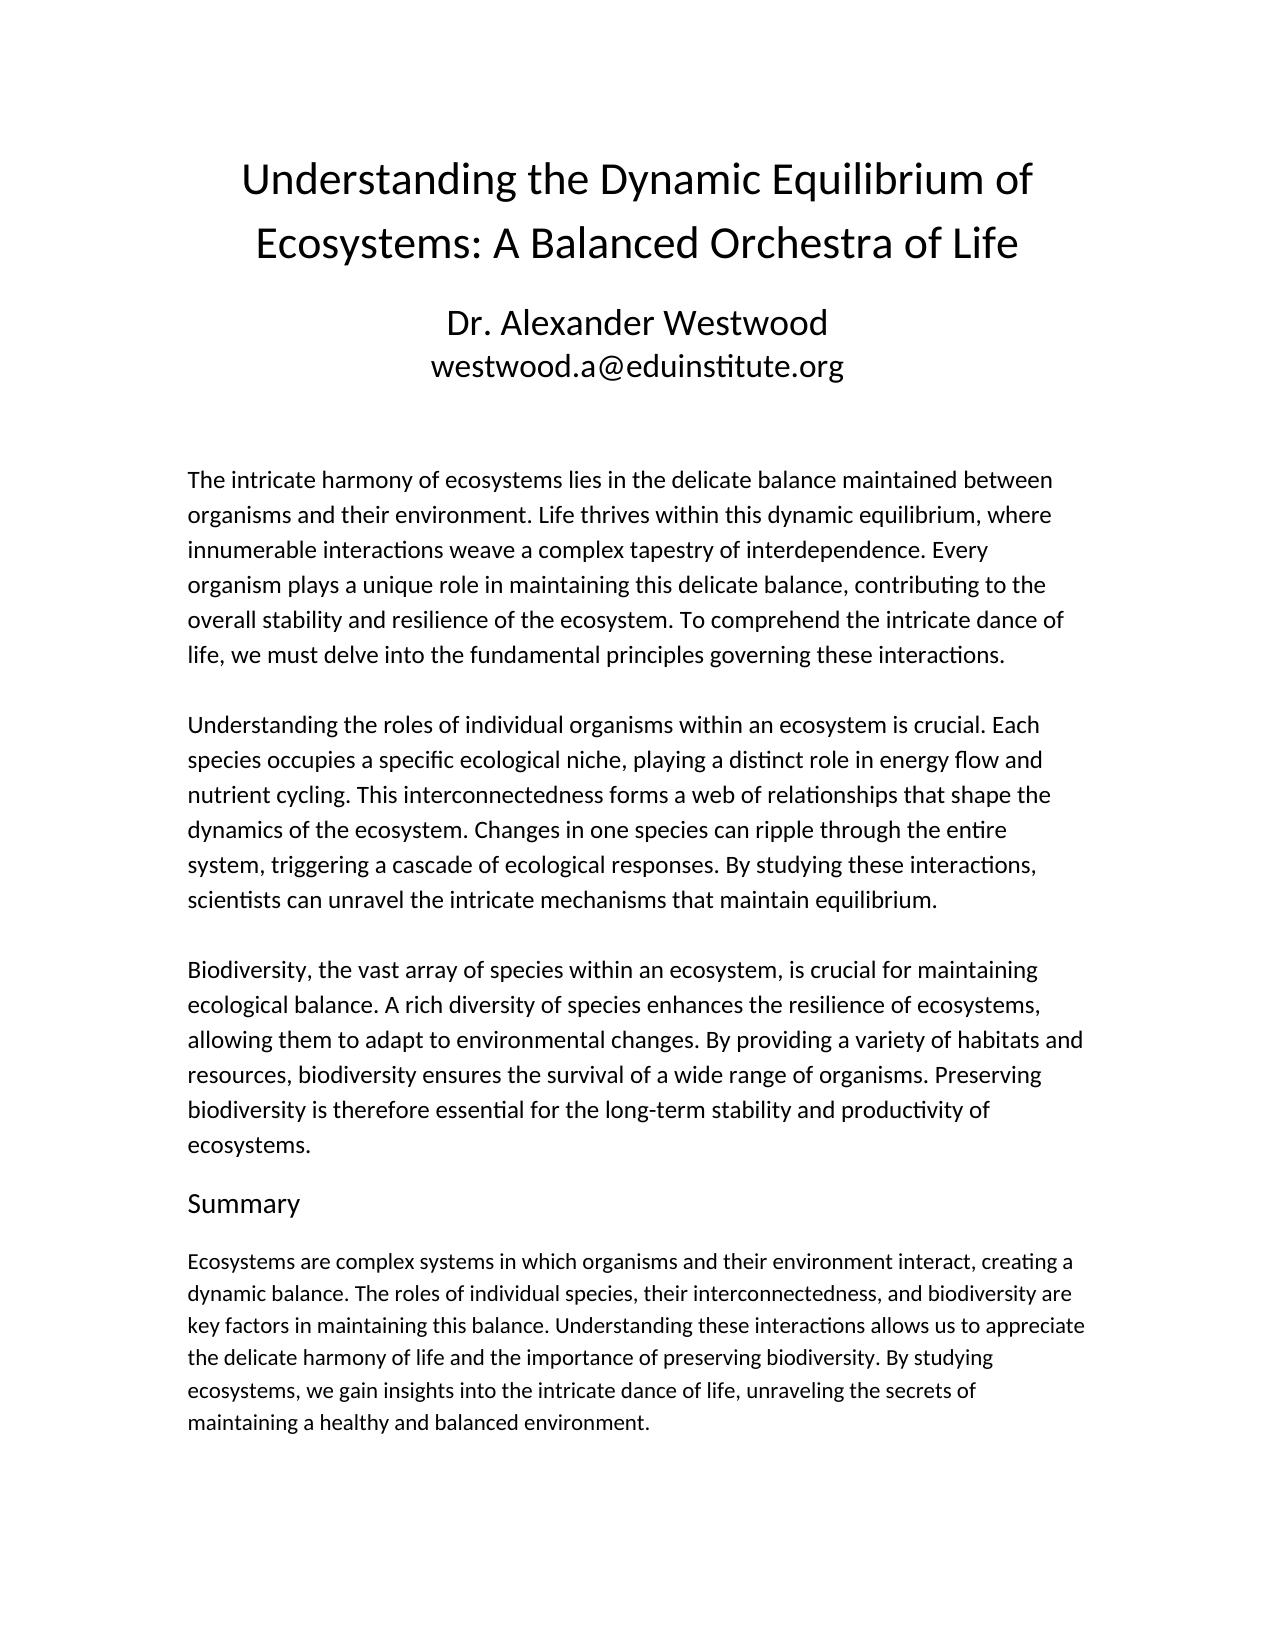 Understanding the Dynamic Equilibrium of
Ecosystems: A Balanced Orchestra of Life
Dr. Alexander Westwood
westwood.a@eduinstitute.org
The intricate harmony of ecosystems lies in the delicate balance maintained between
organisms and their environment. Life thrives within this dynamic equilibrium, where
innumerable interactions weave a complex tapestry of interdependence. Every
organism plays a unique role in maintaining this delicate balance, contributing to the
overall stability and resilience of the ecosystem. To comprehend the intricate dance of
life, we must delve into the fundamental principles governing these interactions.
Understanding the roles of individual organisms within an ecosystem is crucial. Each
species occupies a specific ecological niche, playing a distinct role in energy flow and
nutrient cycling. This interconnectedness forms a web of relationships that shape the
dynamics of the ecosystem. Changes in one species can ripple through the entire
system, triggering a cascade of ecological responses. By studying these interactions,
scientists can unravel the intricate mechanisms that maintain equilibrium.
Biodiversity, the vast array of species within an ecosystem, is crucial for maintaining
ecological balance. A rich diversity of species enhances the resilience of ecosystems,
allowing them to adapt to environmental changes. By providing a variety of habitats and
resources, biodiversity ensures the survival of a wide range of organisms. Preserving
biodiversity is therefore essential for the long-term stability and productivity of
ecosystems.
Summary
Ecosystems are complex systems in which organisms and their environment interact, creating a
dynamic balance. The roles of individual species, their interconnectedness, and biodiversity are
key factors in maintaining this balance. Understanding these interactions allows us to appreciate
the delicate harmony of life and the importance of preserving biodiversity. By studying
ecosystems, we gain insights into the intricate dance of life, unraveling the secrets of
maintaining a healthy and balanced environment.